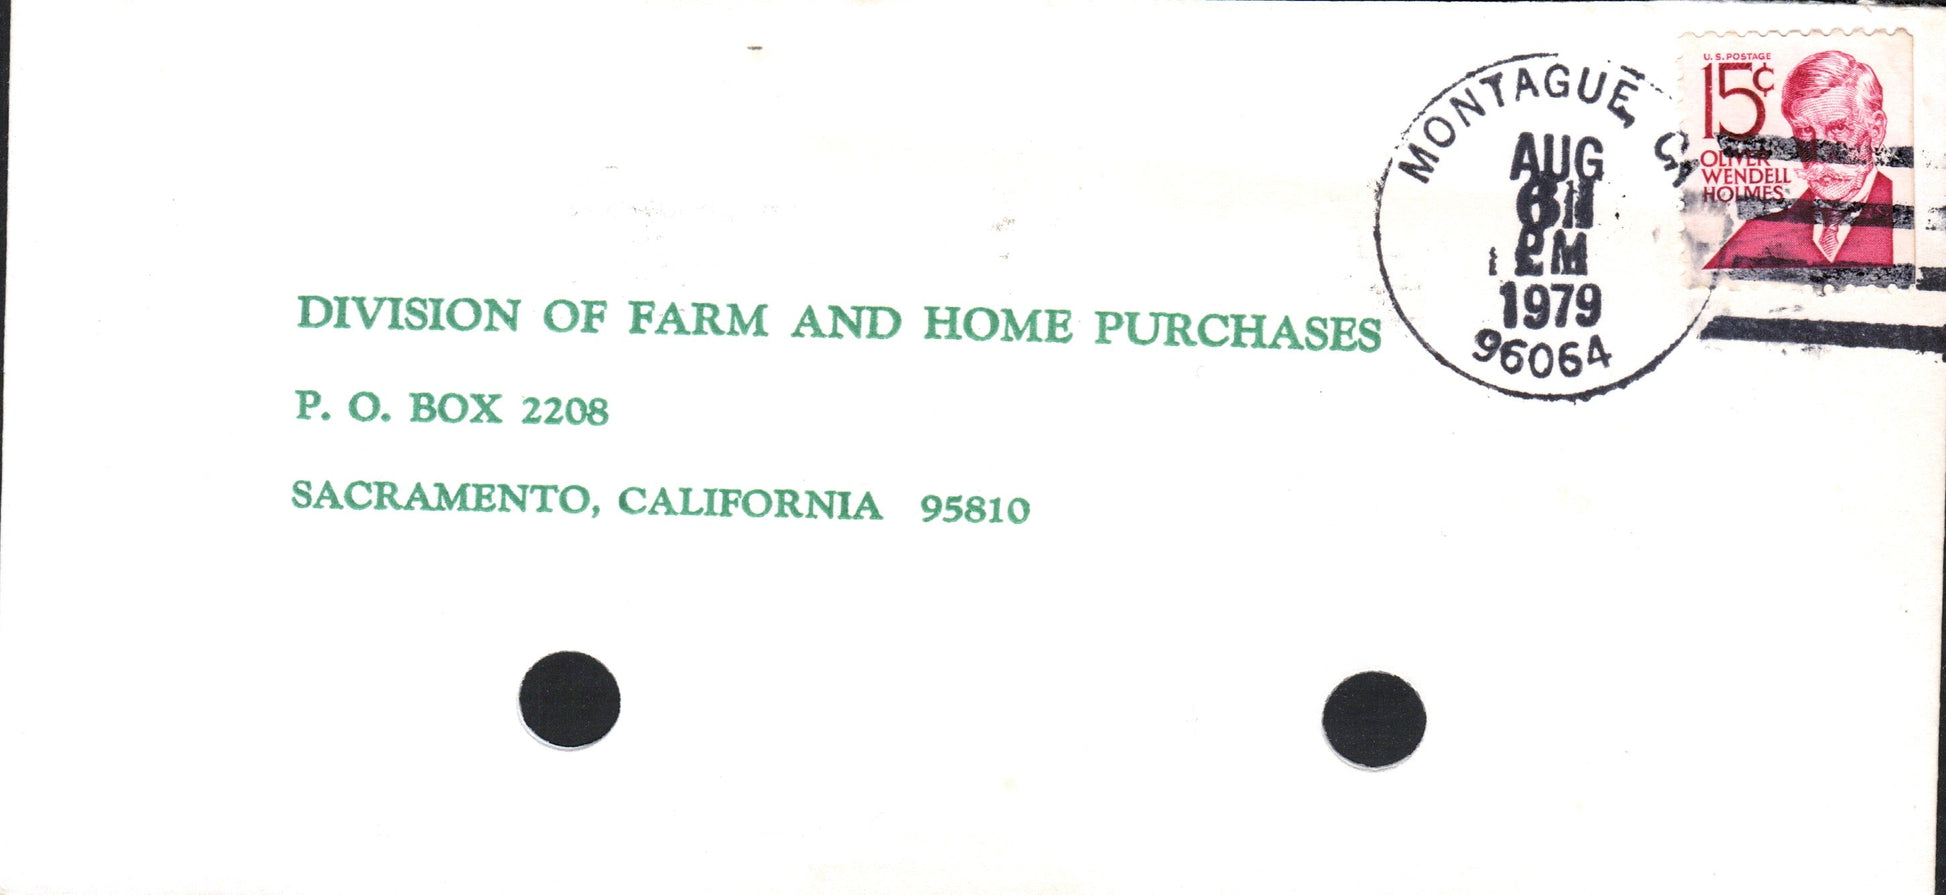 MONTAGUE, CA
AUG
PM
1979
96064
U.S. POSTAGE
15¢
OLIVER
WENDELL
HOLMES
DIVISION OF FARM AND HOME PURCHASES
P. O. BOX 2208
SACRAMENTO, CALIFORNIA 95810